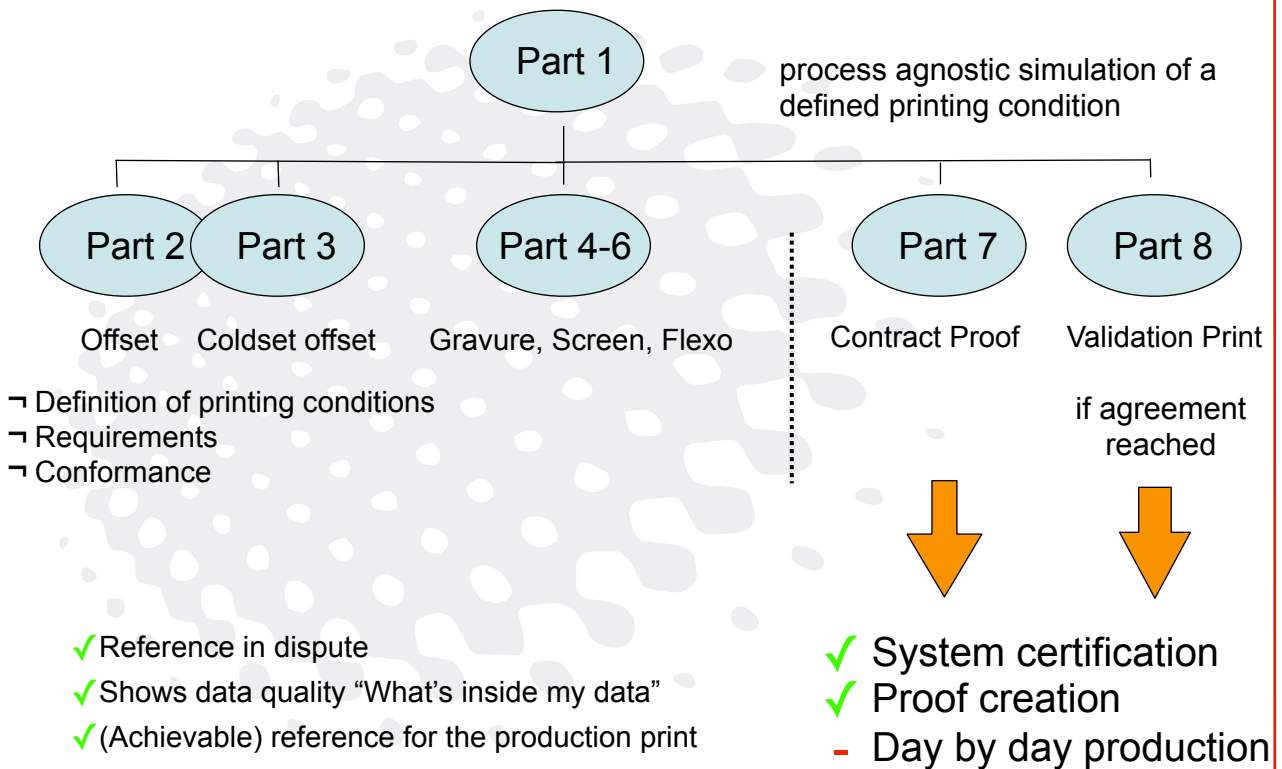 Part 1
process agnostic simulation of a
defined printing condition
Part 2
Part 3
Part 4-6
Part 7
Part 8
Offset
Coldset offset
Gravure, Screen, Flexo
Contract Proof
Validation Print
¬ Definition of printing conditions
¬ Requirements
¬ Conformance
if agreement
reached
✓ Reference in dispute
✓ Shows data quality “What’s inside my data”
✓ (Achievable) reference for the production print
✓ System certification
✓ Proof creation
- Day by day production